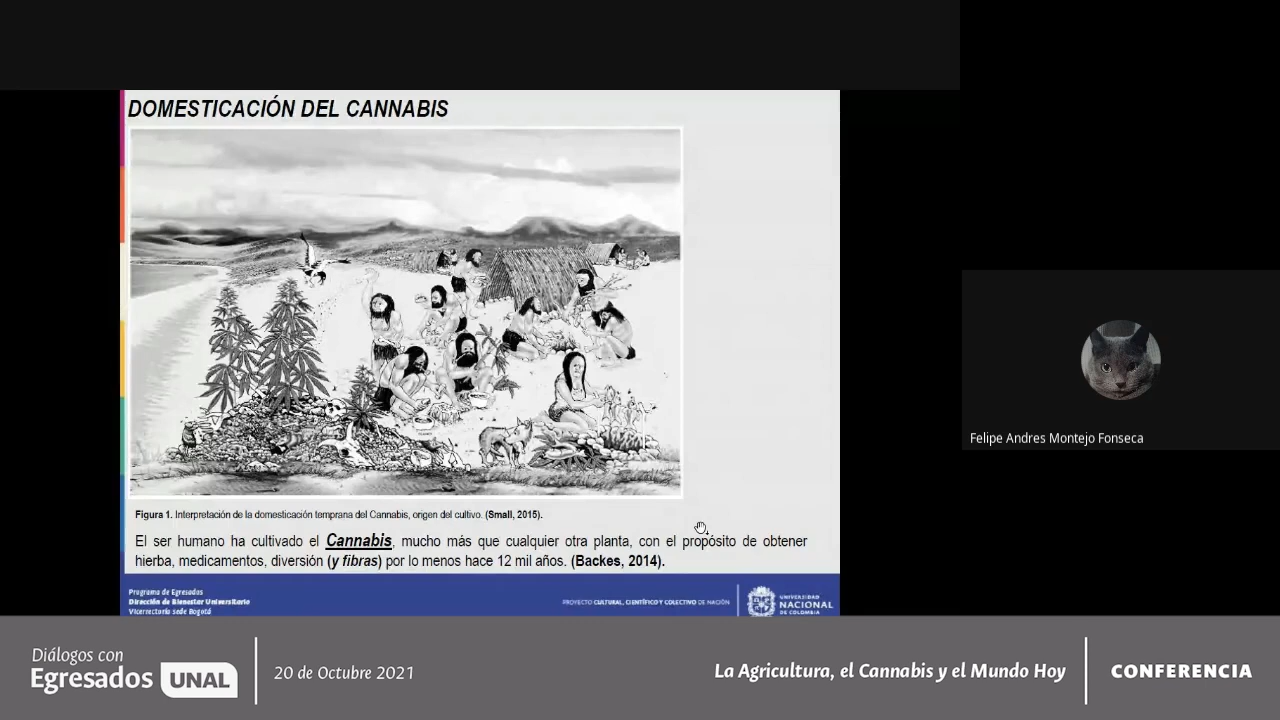 DOMESTICACIÓN DEL CANNABIS
Figura 1. Interpretación de la domesticación temprana del Cannabis, origen del cultivo. (Small, 2015).
El ser humano ha cultivado el Cannabis, mucho más que cualquier otra planta, con el propósito de obtener
hierba, medicamentos, diversión (y fibras) por lo menos hace 12 mil años. (Backes, 2014).
Programa de Egresados
Dirección de Bienestar Universitario
Vicerrectoría sede Bogotá
PROYECTO CULTURAL, CIENTÍFICO Y COLECTIVO DE NACIÓN
UNIVERSIDAD
NACIONAL
DE COLOMBIA
Felipe Andres Montejo Fonseca
Diálogos con
Egresados UNAL
20 de Octubre 2021
La Agricultura, el Cannabis y el Mundo Hoy
CONFERENCIA